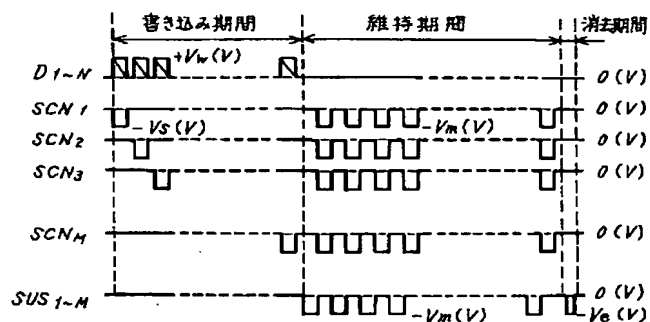 書き込み期間 維持期間 消去期間
D1~N +Vw(V) 0(V)
SCN1 0(V)
-Vs(V) -Vm(V)
SCN2 0(V)
SCN3 0(V)
SCNM 0(V)
SUS1~M 0(V)
-Vm(V) -Ve(V)